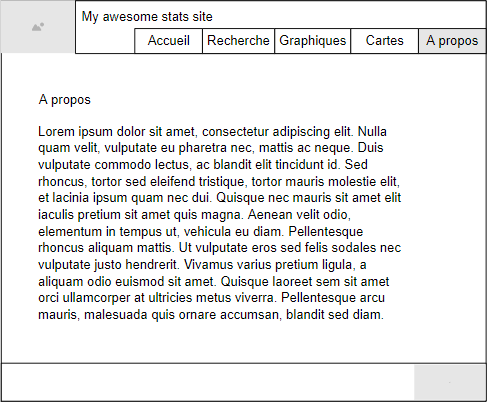 My awesome stats site
Accueil Recherche Graphiques Cartes A propos
A propos
Lorem ipsum dolor sit amet, consectetur adipiscing elit. Nulla
quam velit, vulputate eu pharetra nec, mattis ac neque. Duis
vulputate commodo lectus, ac blandit elit tincidunt id. Sed
rhoncus, tortor sed eleifend tristique, tortor mauris molestie elit,
et lacinia ipsum quam nec dui. Quisque nec mauris sit amet elit
iaculis pretium sit amet quis magna. Aenean velit odio,
elementum in tempus ut, vehicula eu diam. Pellentesque
rhoncus aliquam mattis. Ut vulputate eros sed felis sodales nec
vulputate justo hendrerit. Vivamus varius pretium ligula, a
aliquam odio euismod sit amet. Quisque laoreet sem sit amet
orci ullamcorper at ultricies metus viverra. Pellentesque arcu
mauris, malesuada quis ornare accumsan, blandit sed diam.